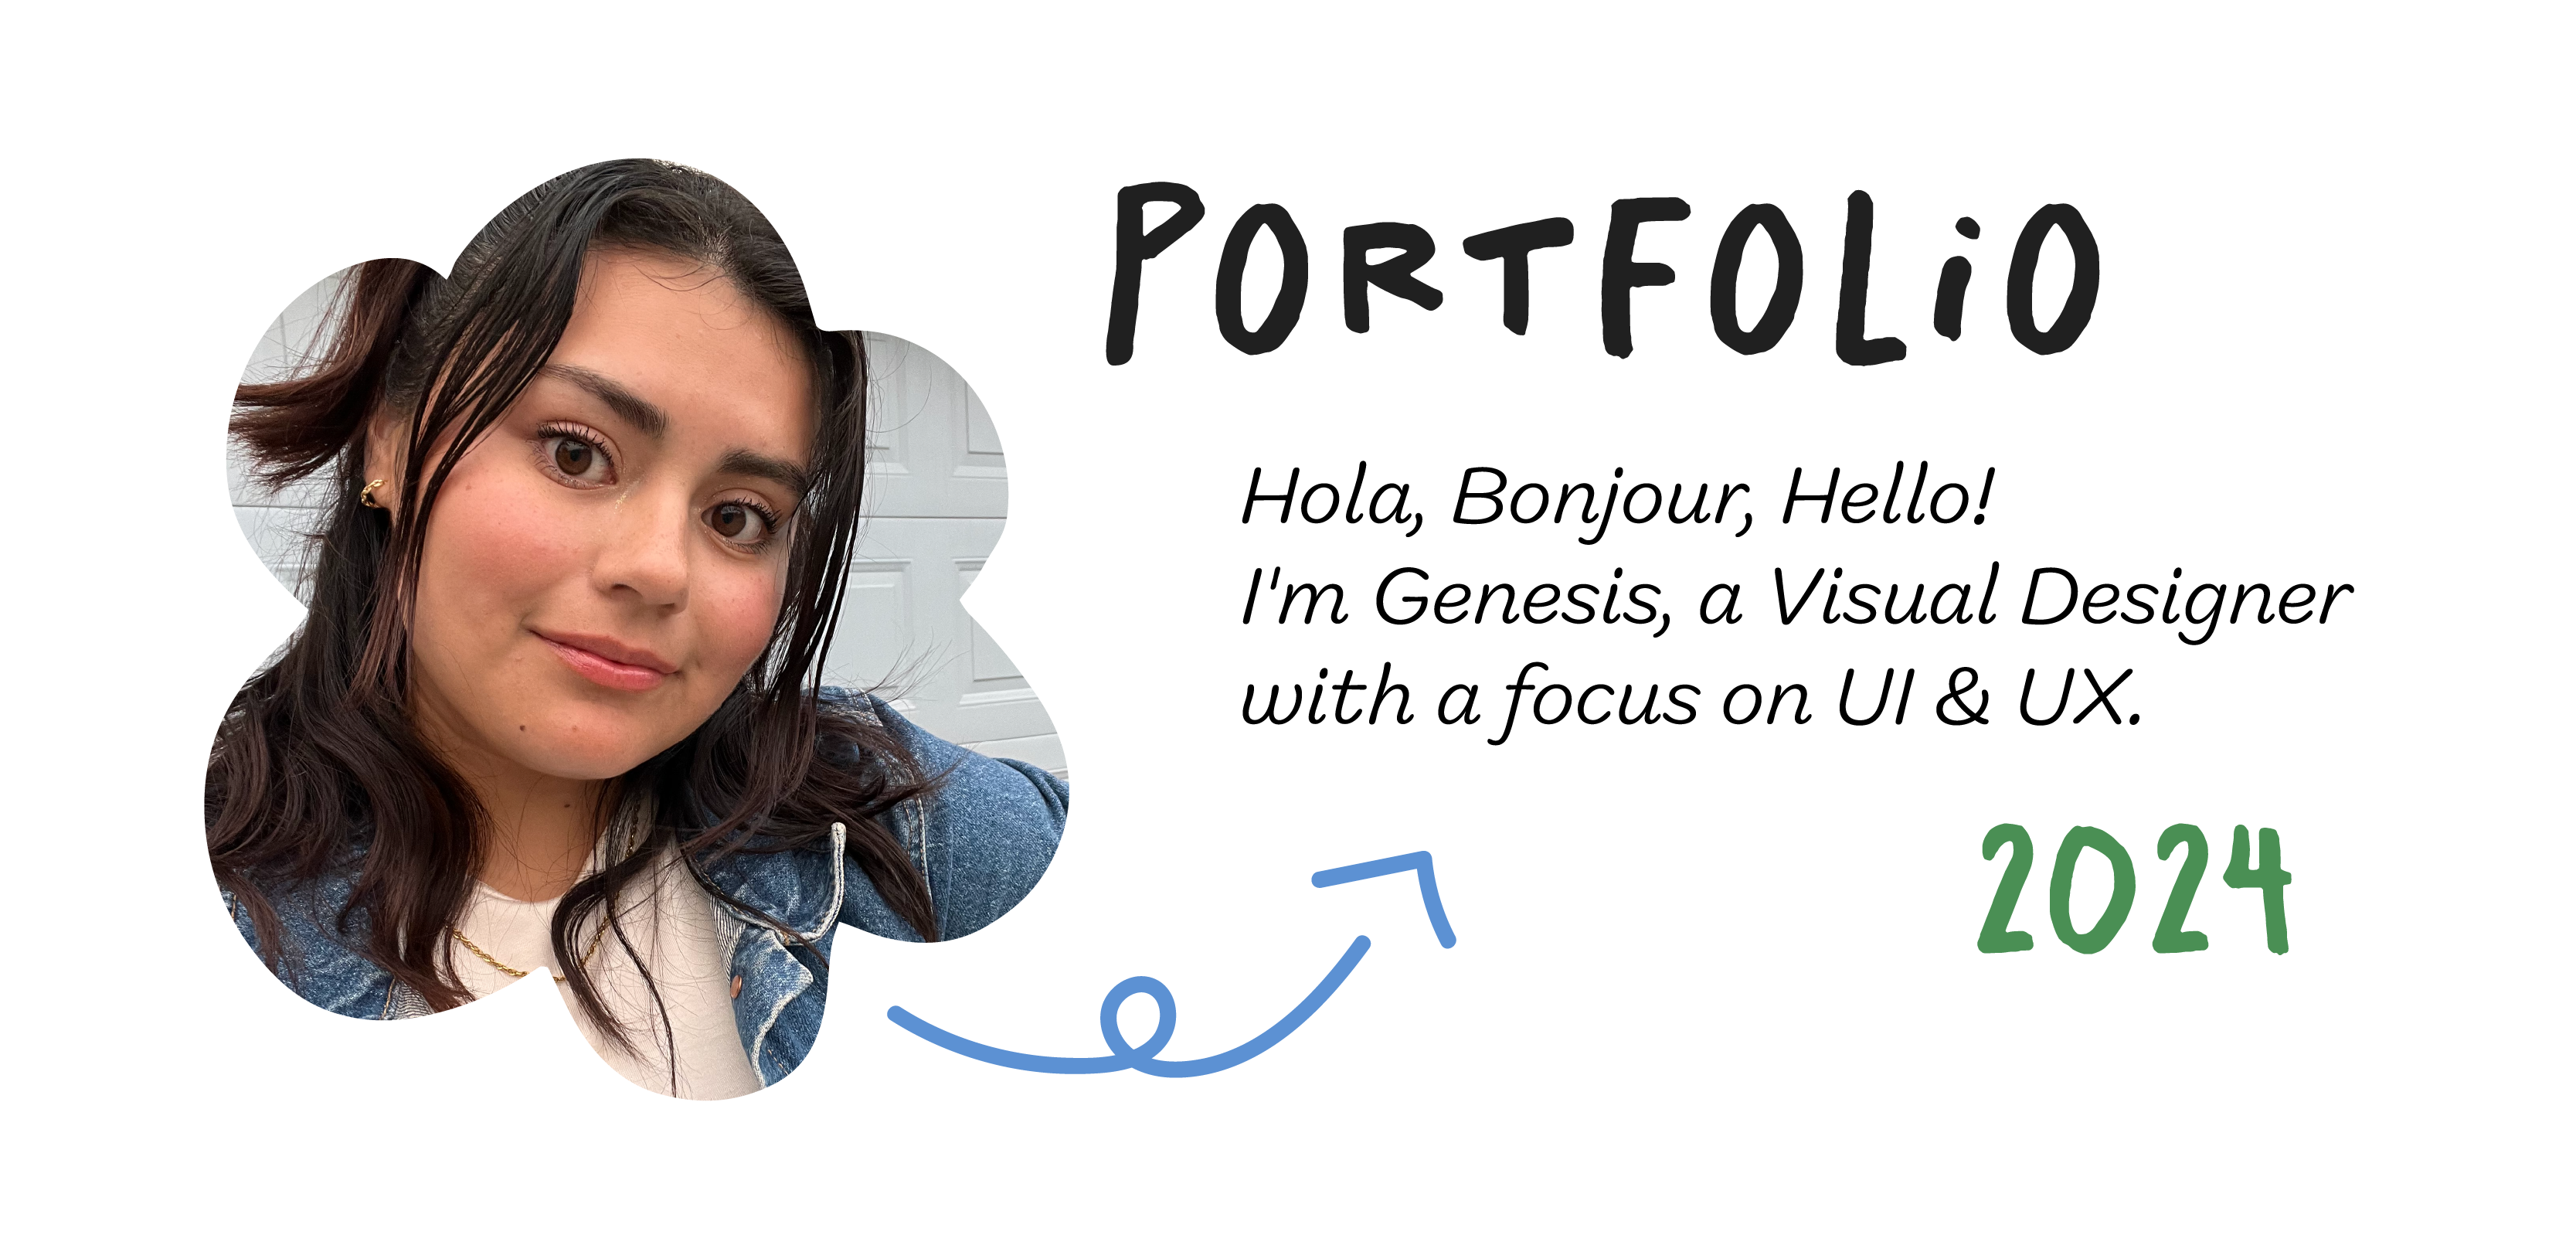 PORTFOLiO
Hola, Bonjour, Hello!
I'm Genesis, a Visual Designer
with a focus on UI & UX.
2024